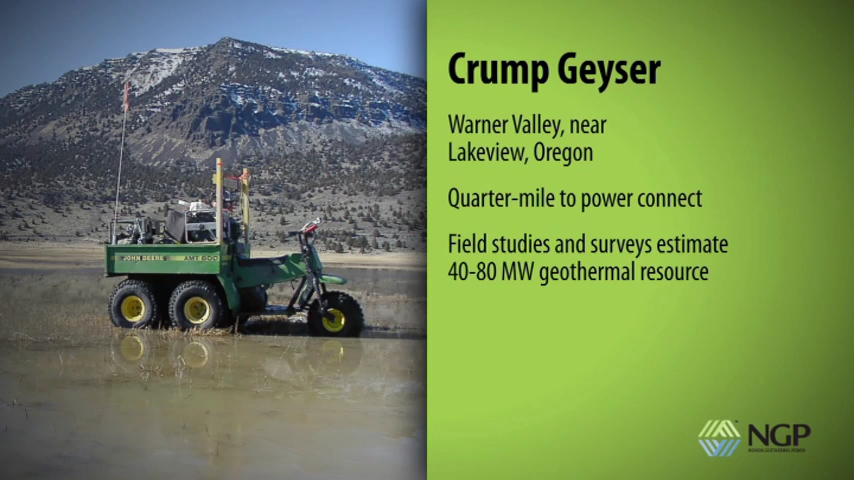 Crump Geyser
Warner Valley, near
Lakeview, Oregon
Quarter-mile to power connect
Field studies and surveys estimate
40-80 MW geothermal resource
JOHN DEERE
AMT 600
NGP